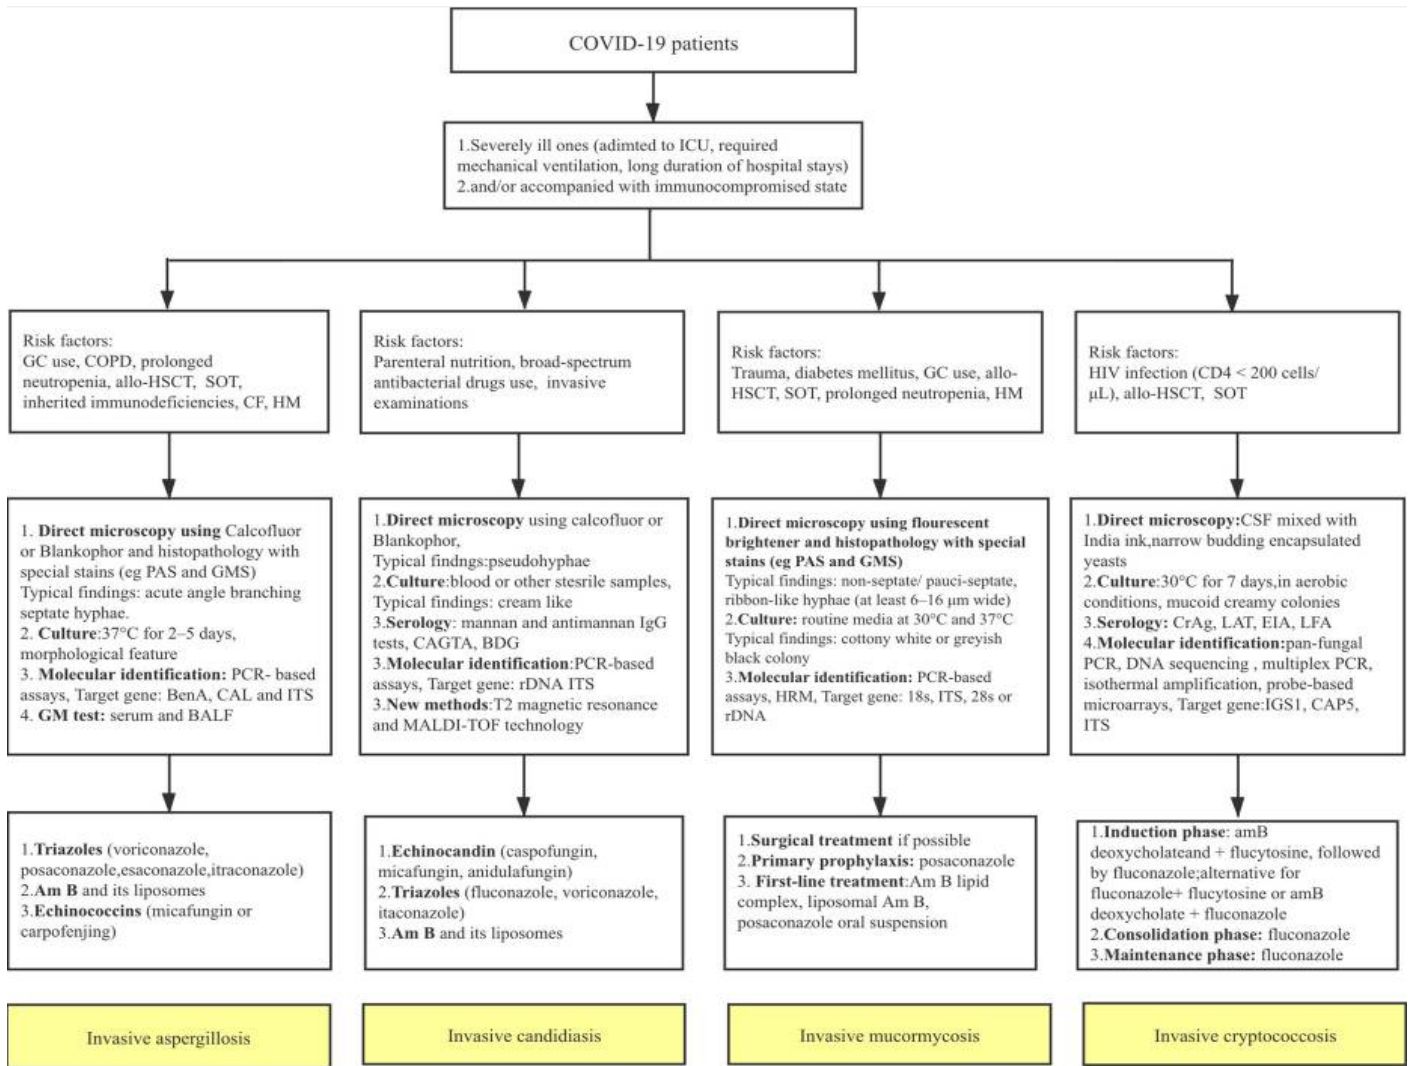 COVID-19 patients
1.Severely ill ones (adimted to ICU, required
mechanical ventilation, long duration of hospital stays)
2.and/or accompanied with immunocompromised state
Risk factors:
GC use, COPD, prolonged
neutropenia, allo-HSCT, SOT,
inherited immunodeficiencies, CF, HM
Risk factors:
Parenteral nutrition, broad-spectrum
antibacterial drugs use, invasive
examinations
Risk factors:
Trauma, diabetes mellitus, GC use, allo-
HSCT, SOT, prolonged neutropenia, HM
Risk factors:
HIV infection (CD4 < 200 cells/
μL), allo-HSCT, SOT
1. Direct microscopy using Calcofluor
or Blankophor and histopathology with
special stains (eg PAS and GMS)
Typical findings: acute angle branching
septate hyphae.
2. Culture:37°C for 2–5 days,
morphological feature
3. Molecular identification: PCR- based
assays, Target gene: BenA, CAL and ITS
4. GM test: serum and BALF
1.Direct microscopy using calcofluor or
Blankophor,
Typical findngs:pseudohyphae
2.Culture:blood or other stesrile samples,
Typical findings: cream like
3.Serology: mannan and antimannan IgG
tests, CAGTA, BDG
3.Molecular identification:PCR-based
assays, Target gene: rDNA ITS
3.New methods:T2 magnetic resonance
and MALDI-TOF technology
1.Direct microscopy using flourescent
brightener and histopathology with special
stains (eg PAS and GMS)
Typical findings: non-septate/ pauci-septate,
ribbon-like hyphae (at least 6–16 μm wide)
2.Culture: routine media at 30°C and 37°C
Typical findings: cottony white or greyish
black colony
3.Molecular identification: PCR-based
assays, HRM, Target gene: 18s, ITS, 28s or
rDNA
1.Direct microscopy:CSF mixed with
India ink,narrow budding encapsulated
yeasts
2.Culture:30°C for 7 days,in aerobic
conditions, mucoid creamy colonies
3.Serology: CrAg, LAT, EIA, LFA
4.Molecular identification:pan-fungal
PCR, DNA sequencing , multiplex PCR,
isothermal amplification, probe-based
microarrays, Target gene:IGS1, CAP5,
ITS
1.Triazoles (voriconazole,
posaconazole,esaconazole,itraconazole)
2.Am B and its liposomes
3.Echinococcins (micafungin or
carpofenjing)
1.Echinocandin (caspofungin,
micafungin, anidulafungin)
2.Triazoles (fluconazole, voriconazole,
itaconazole)
3.Am B and its liposomes
1.Surgical treatment if possible
2.Primary prophylaxis: posaconazole
3. First-line treatment:Am B lipid
complex, liposomal Am B,
posaconazole oral suspension
1.Induction phase: amB
deoxycholateand + flucytosine, followed
by fluconazole;alternative for
fluconazole+ flucytosine or amB
deoxycholate + fluconazole
2.Consolidation phase: fluconazole
3.Maintenance phase: fluconazole
Invasive aspergillosis
Invasive candidiasis
Invasive mucormycosis
Invasive cryptococcosis